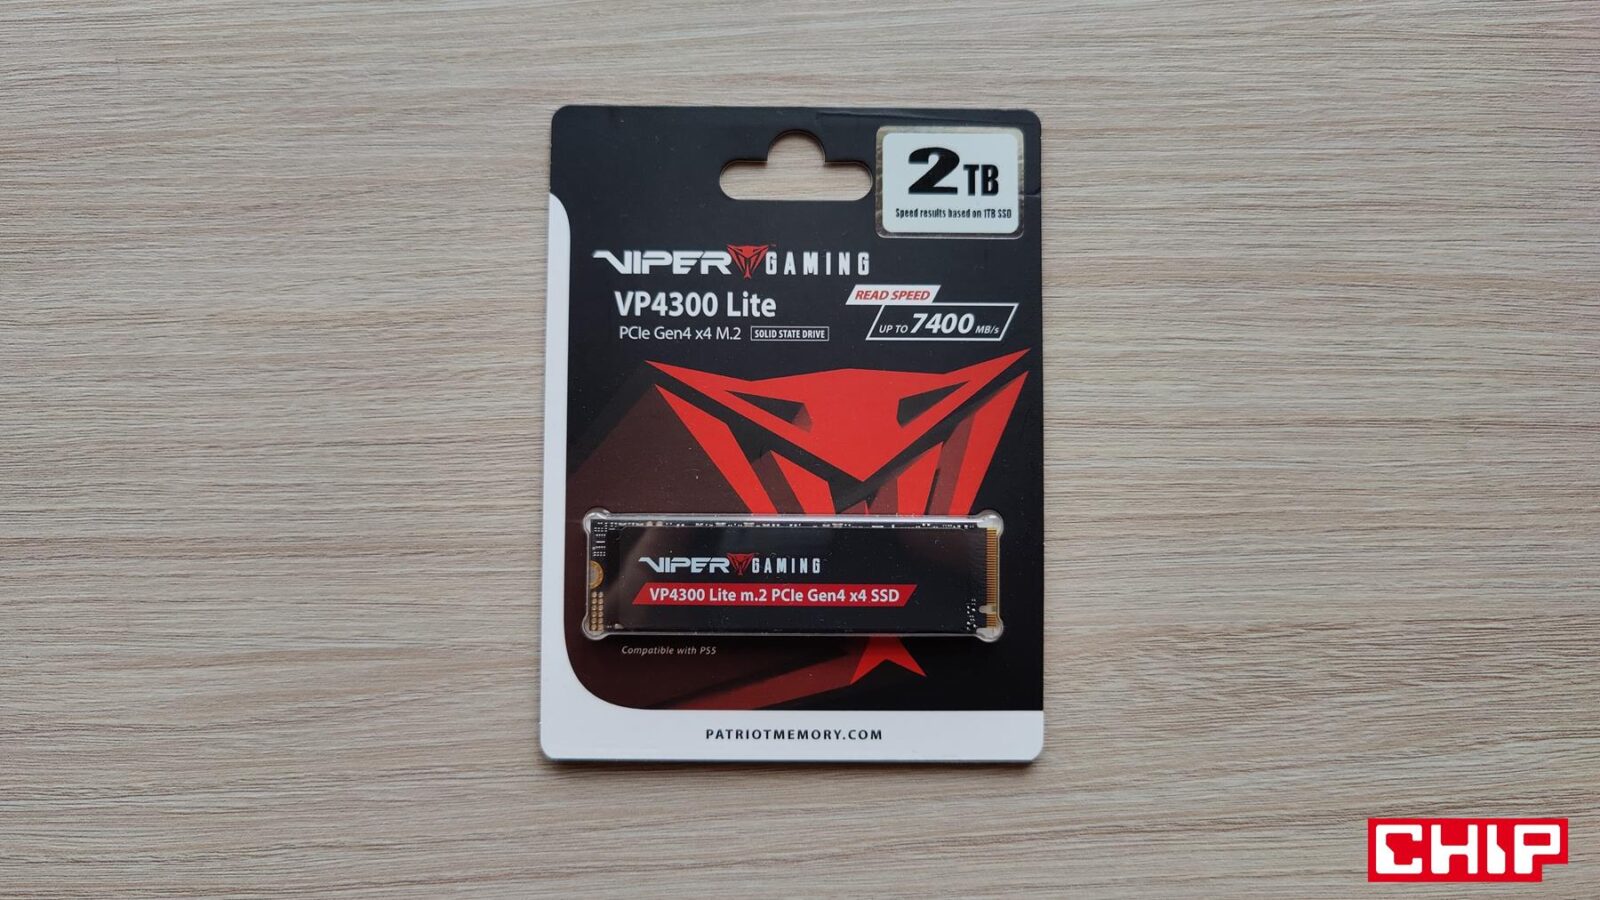 2TB
Speed results based on 1TB SSD
VIPER GAMING
VP4300 Lite
PCIe Gen4 x4 M.2 SOLID STATE DRIVE
READ SPEED
UP TO 7400 MB/s
VIPER GAMING
VP4300 Lite m.2 PCIe Gen4 x4 SSD
Compatible with PS5
PATRIOTMEMORY.COM
CHIP